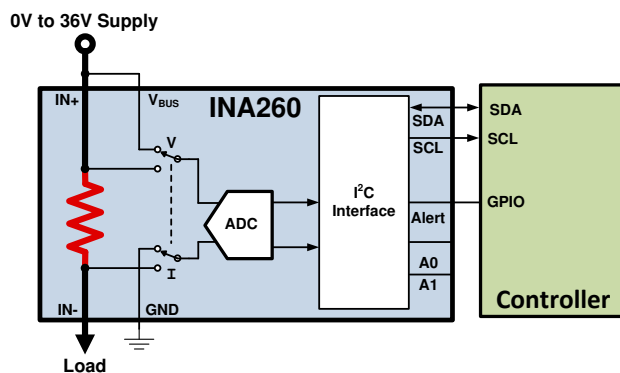 0V to 36V Supply
IN+
VBUS
INA260
SDA
SCL
SDA
SCL
V
ADC
I²C
Interface
Alert
GPIO
I
A0
A1
IN-
GND
Controller
Load